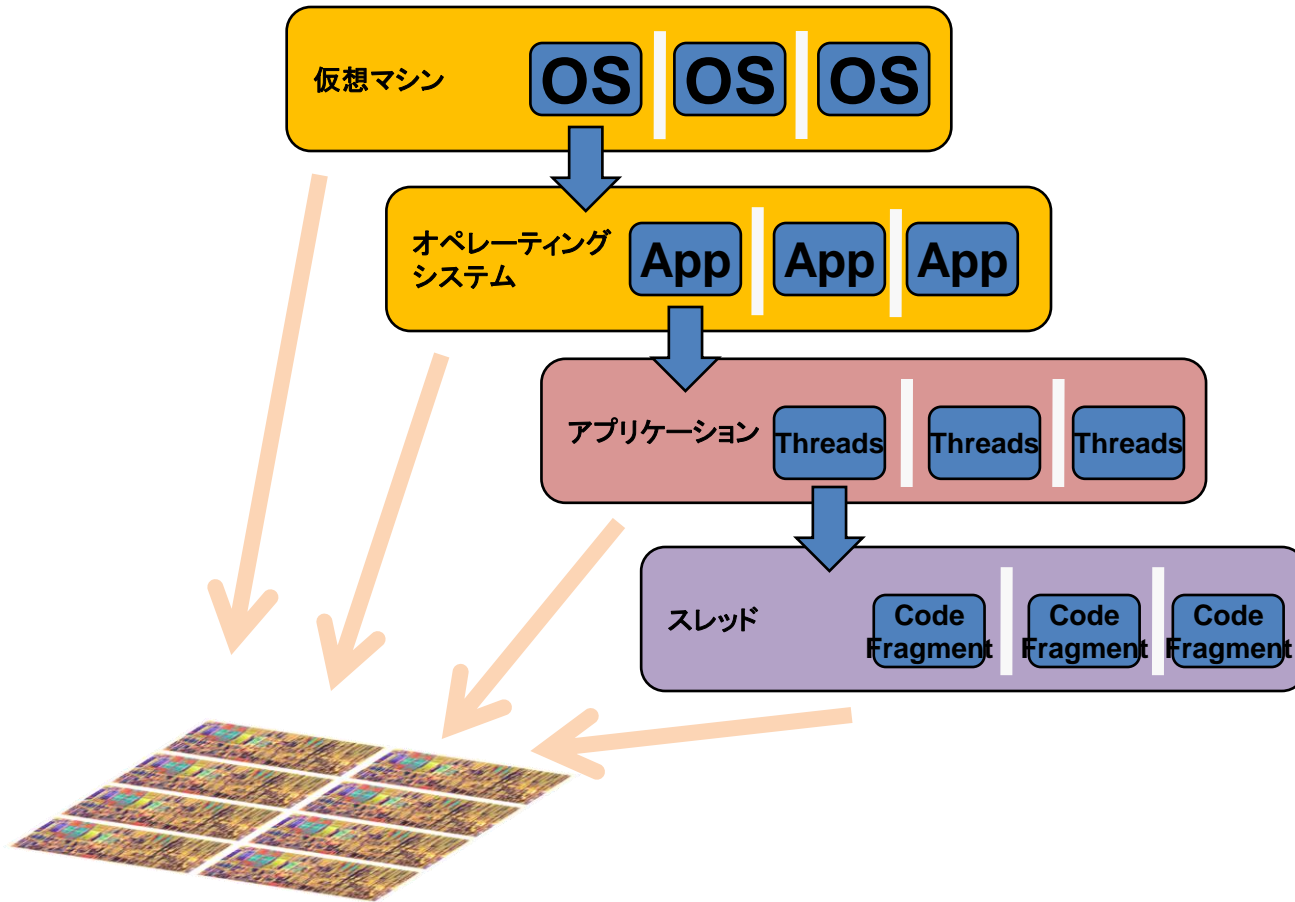 仮想マシン
OS OS OS
オペレーティング
システム
App App App
アプリケーション
Threads Threads Threads
スレッド
Code Code Code
Fragment Fragment Fragment